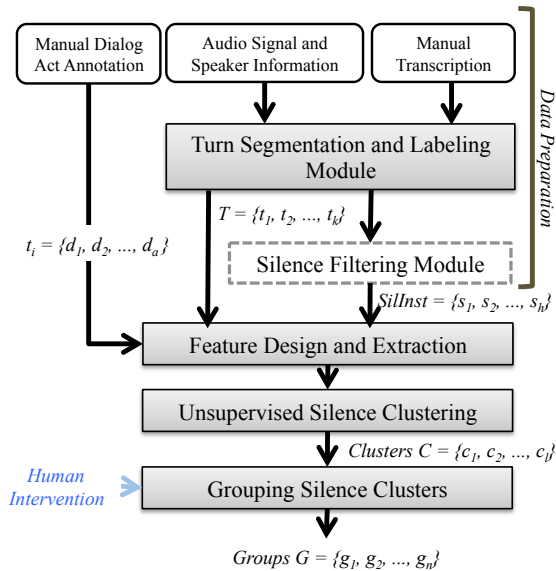 Manual Dialog
Act Annotation
Audio Signal and
Speaker Information
Manual
Transcription
Data Preparation
Turn Segmentation and Labeling
Module
T = {t1, t2, ..., tk}
ti = {d1, d2, ..., da}
Silence Filtering Module
SilInst = {s1, s2, ..., sh}
Feature Design and Extraction
Unsupervised Silence Clustering
Clusters C = {c1, c2, ..., cl}
Human
Intervention
Grouping Silence Clusters
Groups G = {g1, g2, ..., gn}